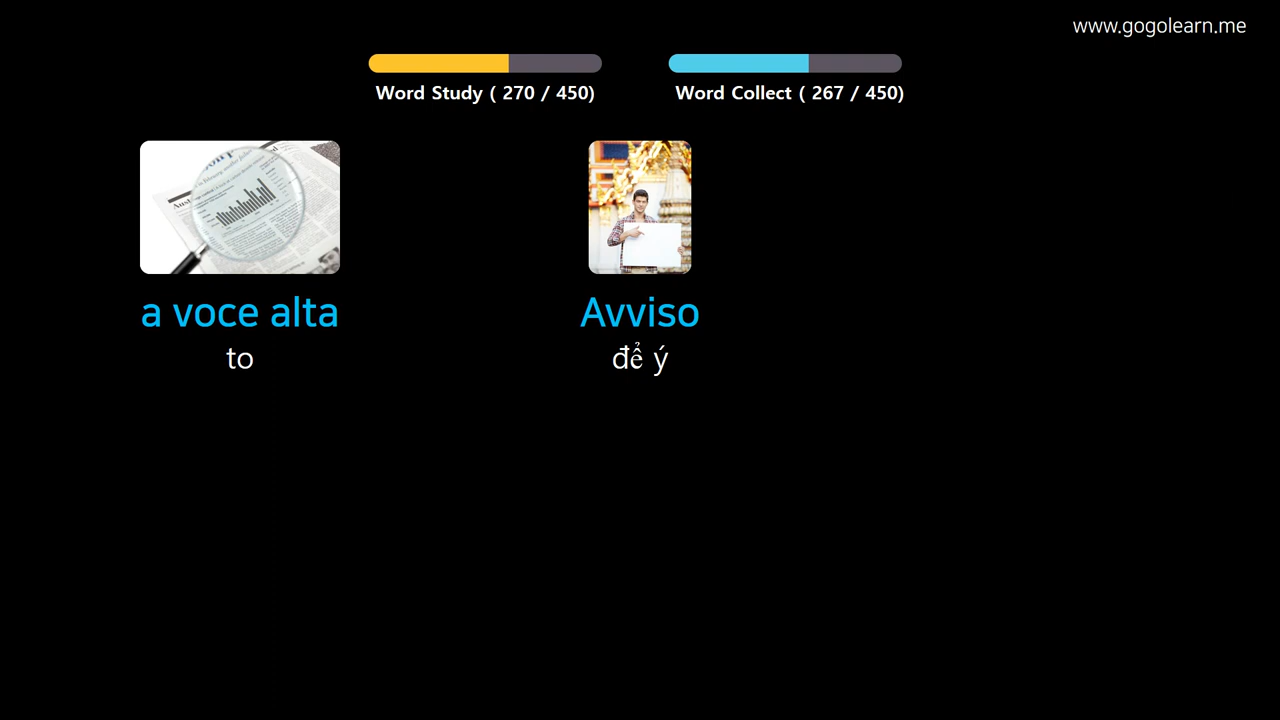 www.gogolearn.me
Word Study ( 270 / 450)
Word Collect ( 267 / 450)
a voce alta
to
Avviso
để ý